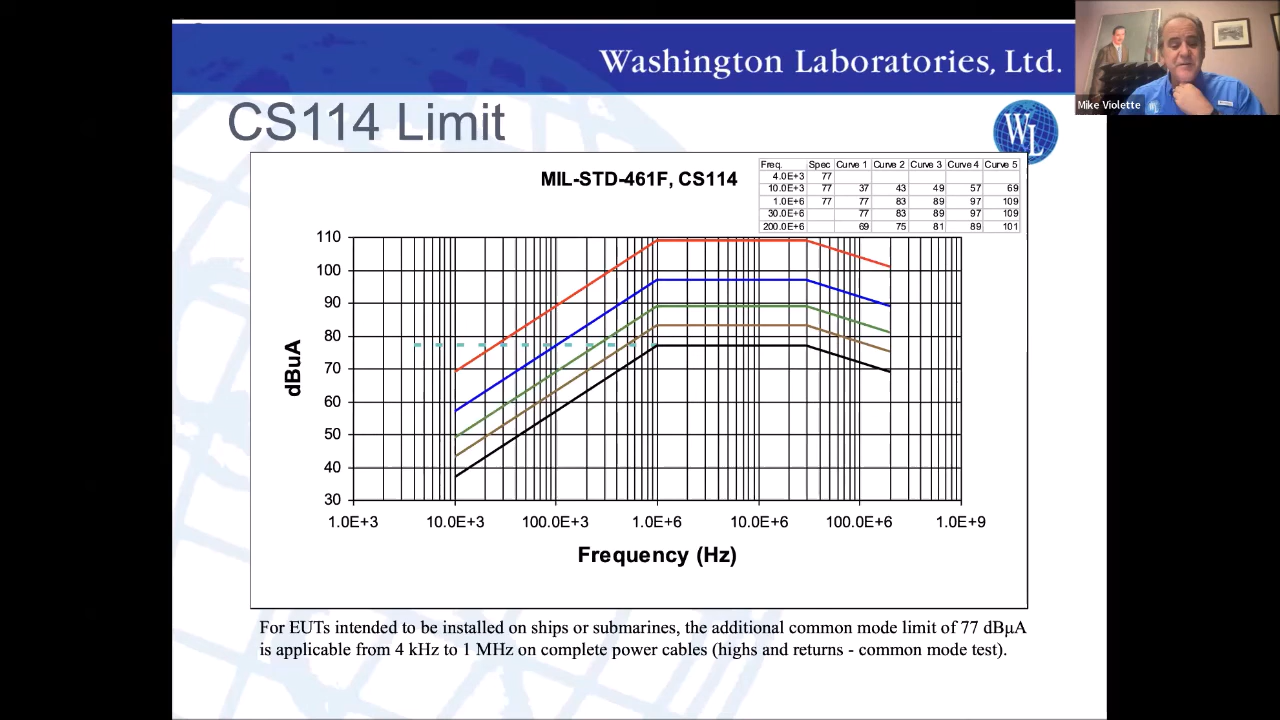 Washington Laboratories, Ltd.
Mike Violette
CS114 Limit
WL
MIL-STD-461F, CS114
Freq. Spec Curve 1 Curve 2 Curve 3 Curve 4 Curve 5
4.0E+3 77
10.0E+3 77 37 43 49 57 69
1.0E+6 77 77 83 89 97 109
30.0E+6 77 83 89 97 109
200.0E+6 69 75 81 89 101
110
100
90
80
70
60
50
40
30
dBuA
1.0E+3 10.0E+3 100.0E+3 1.0E+6 10.0E+6 100.0E+6 1.0E+9
Frequency (Hz)
For EUTs intended to be installed on ships or submarines, the additional common mode limit of 77 dBμA
is applicable from 4 kHz to 1 MHz on complete power cables (highs and returns - common mode test).